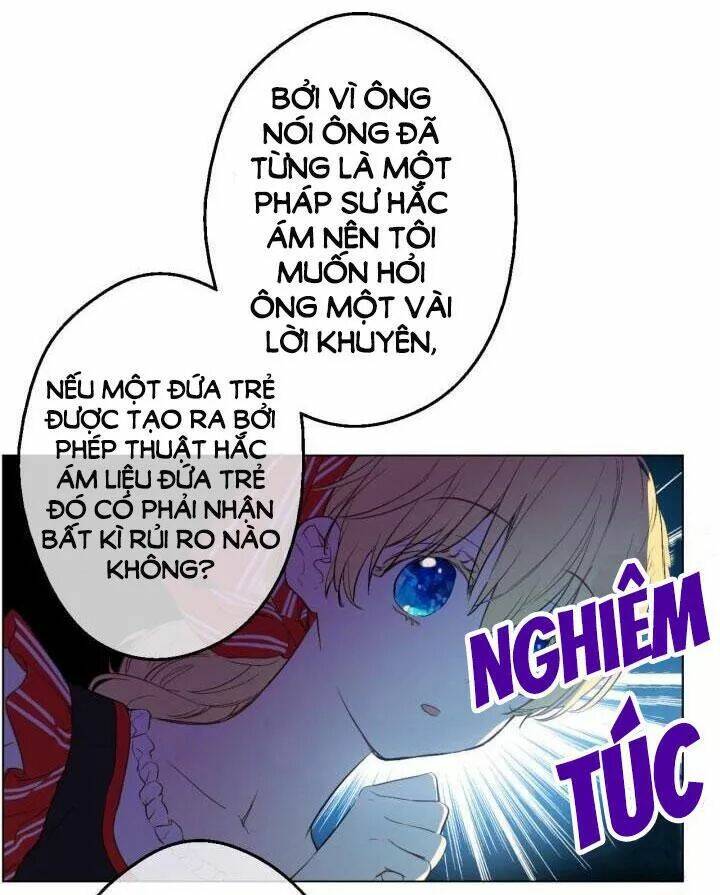 BỞI VÌ ÔNG
NÓI ÔNG ĐÃ
TỪNG LÀ MỘT
PHÁP SƯ HẮC
ÁM NÊN TÔI
MUỐN HỎI
ÔNG MỘT VÀI
LỜI KHUYÊN,
NẾU MỘT ĐỨA TRẺ
ĐƯỢC TẠO RA BỞI
PHÉP THUẬT HẮC
ÁM LIỆU ĐỨA TRẺ
ĐÓ CÓ PHẢI NHẬN
BẤT KÌ RỦI RO NÀO
KHÔNG?
NGHIÊM
TÚC